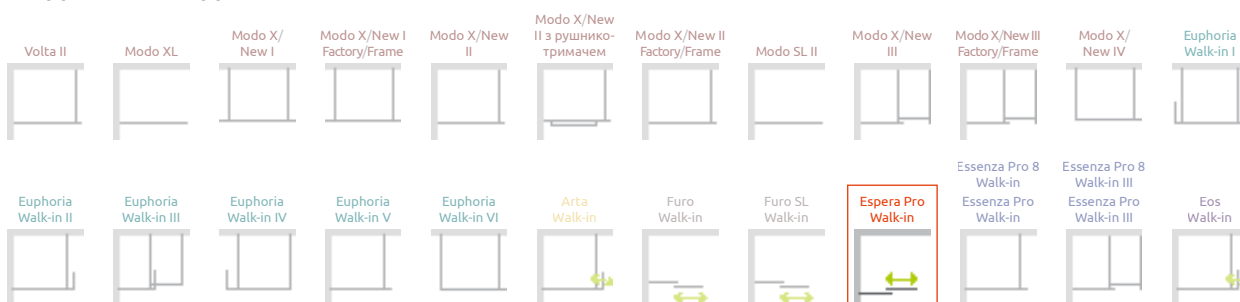 Volta II
Modo XL
Modo X/
New I
Modo X/New I
Factory/Frame
Modo X/New
II
Modo X/New
II з рушнико-
тримачем
Modo X/New II
Factory/Frame
Modo SL II
Modo X/New
III
Modo X/New III
Factory/Frame
Modo X/
New IV
Euphoria
Walk-in I
Euphoria
Walk-in II
Euphoria
Walk-in III
Euphoria
Walk-in IV
Euphoria
Walk-in V
Euphoria
Walk-in VI
Arta
Walk-in
Furo
Walk-in
Furo SL
Walk-in
Espera Pro
Walk-in
Essenza Pro 8
Walk-in
Essenza Pro
Walk-in
Essenza Pro 8
Walk-in III
Essenza Pro
Walk-in III
Eos
Walk-in